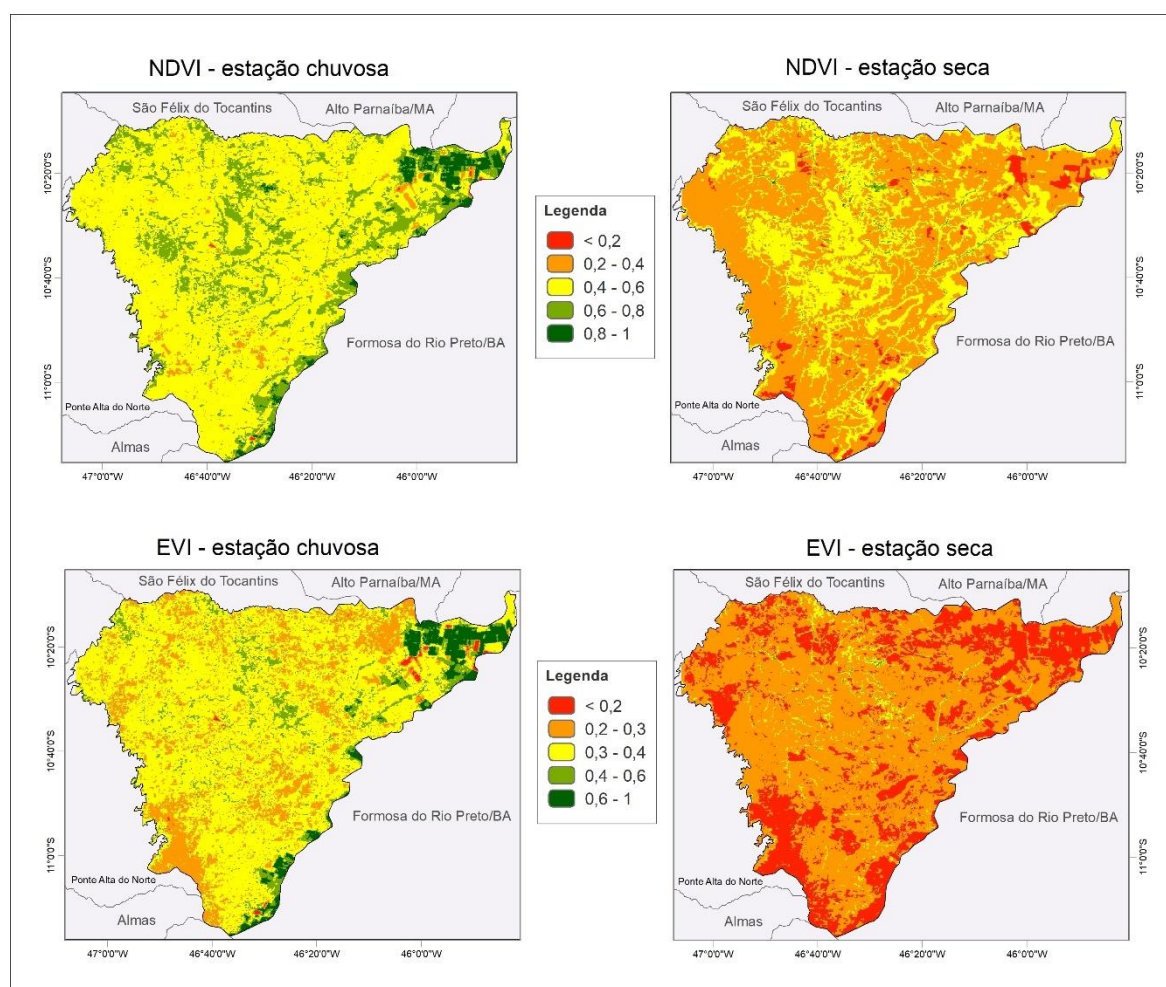 NDVI - estação chuvosa
São Félix do Tocantins
Alto Parnaíba/MA
10°20'0"S
10°40'0"S
11°0'0"S
Formosa do Rio Preto/BA
Ponte Alta do Norte
Almas
47°0'0"W
46°40'0"W
46°20'0"W
46°0'0"W
Legenda
< 0,2
0,2 - 0,4
0,4 - 0,6
0,6 - 0,8
0,8 - 1
NDVI - estação seca
São Félix do Tocantins
Alto Parnaíba/MA
10°20'0"S
10°40'0"S
11°0'0"S
Formosa do Rio Preto/BA
Ponte Alta do Norte
Almas
47°0'0"W
46°40'0"W
46°20'0"W
46°0'0"W
EVI - estação chuvosa
São Félix do Tocantins
Alto Parnaíba/MA
10°20'0"S
10°40'0"S
11°0'0"S
Formosa do Rio Preto/BA
Ponte Alta do Norte
Almas
47°0'0"W
46°40'0"W
46°20'0"W
46°0'0"W
Legenda
< 0,2
0,2 - 0,3
0,3 - 0,4
0,4 - 0,6
0,6 - 1
EVI - estação seca
São Félix do Tocantins
Alto Parnaíba/MA
10°20'0"S
10°40'0"S
11°0'0"S
Formosa do Rio Preto/BA
Ponte Alta do Norte
Almas
47°0'0"W
46°40'0"W
46°20'0"W
46°0'0"W